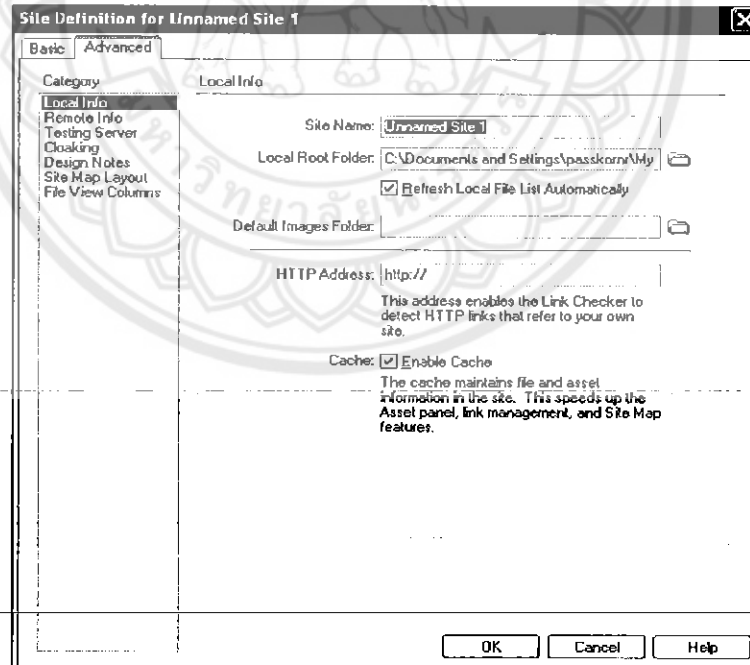 Site Definition for Unnamed Site 1
Basic
Advanced
Category
Local Info
Remote Info
Testing Server
Cloaking
Design Notes
Site Map Layout
File View Columns
Local Info
Site Name: Unnamed Site 1
Local Root Folder: C:\Documents and Settings\passkornr\My
Refresh Local File List Automatically
Default Images Folder:
HTTP Address: http://
This address enables the Link Checker to
detect HTTP links that refer to your own
site.
Cache: Enable Cache
The cache maintains file and asset
information in the site. This speeds up the
Asset panel, link management, and Site Map
features.
OK
Cancel
Help